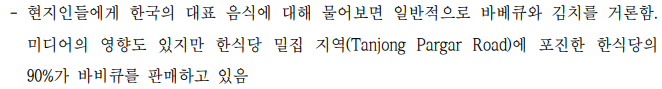 - 현지인들에게 한국의 대표 음식에 대해 물어보면 일반적으로 바베큐와 김치를 거론함.
미디어의 영향도 있지만 한식당 밀집 지역(Tanjong Pargar Road)에 포진한 한식당의
90%가 바비큐를 판매하고 있음